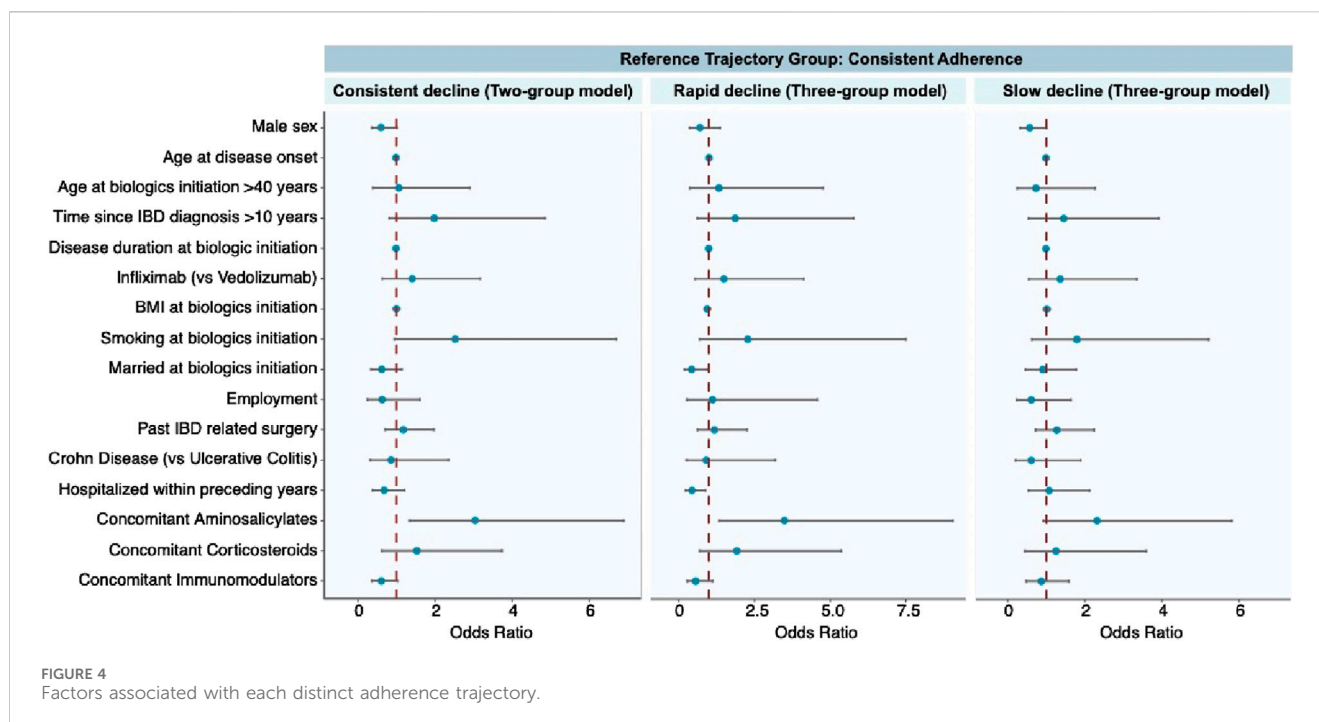 Reference Trajectory Group: Consistent Adherence
Consistent decline (Two-group model)
Rapid decline (Three-group model)
Slow decline (Three-group model)
Male sex
Age at disease onset
Age at biologics initiation >40 years
Time since IBD diagnosis >10 years
Disease duration at biologic initiation
Infliximab (vs Vedolizumab)
BMI at biologics initiation
Smoking at biologics initiation
Married at biologics initiation
Employment
Past IBD related surgery
Crohn Disease (vs Ulcerative Colitis)
Hospitalized within preceding years
Concomitant Aminosalicylates
Concomitant Corticosteroids
Concomitant Immunomodulators
0 2 4 6
0 2.5 5.0 7.5
0 2 4 6
Odds Ratio
Odds Ratio
Odds Ratio
FIGURE 4
Factors associated with each distinct adherence trajectory.